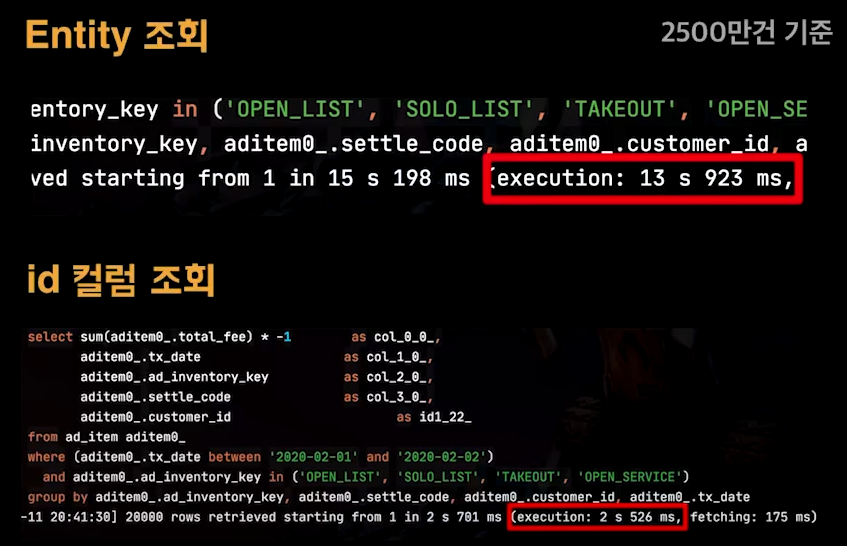 Entity 조회
2500만건 기준
entory_key in ('OPEN_LIST', 'SOLO_LIST', 'TAKEOUT', 'OPEN_SE
inventory_key, aditem0_.settle_code, aditem0_.customer_id, a
ved starting from 1 in 15 s 198 ms (execution: 13 s 923 ms,
id 컬럼 조회
select sum(aditem0_.total_fee) * -1 as col_0_0_,
aditem0_.tx_date as col_1_0_,
aditem0_.ad_inventory_key as col_2_0_,
aditem0_.settle_code as col_3_0_,
aditem0_.customer_id as id1_22_
from ad_item aditem0_
where (aditem0_.tx_date between '2020-02-01' and '2020-02-02')
and aditem0_.ad_inventory_key in ('OPEN_LIST', 'SOLO_LIST', 'TAKEOUT', 'OPEN_SERVICE')
group by aditem0_.ad_inventory_key, aditem0_.settle_code, aditem0_.customer_id, aditem0_.tx_date
-11 20:41:30] 20000 rows retrieved starting from 1 in 2 s 701 ms (execution: 2 s 526 ms, fetching: 175 ms)